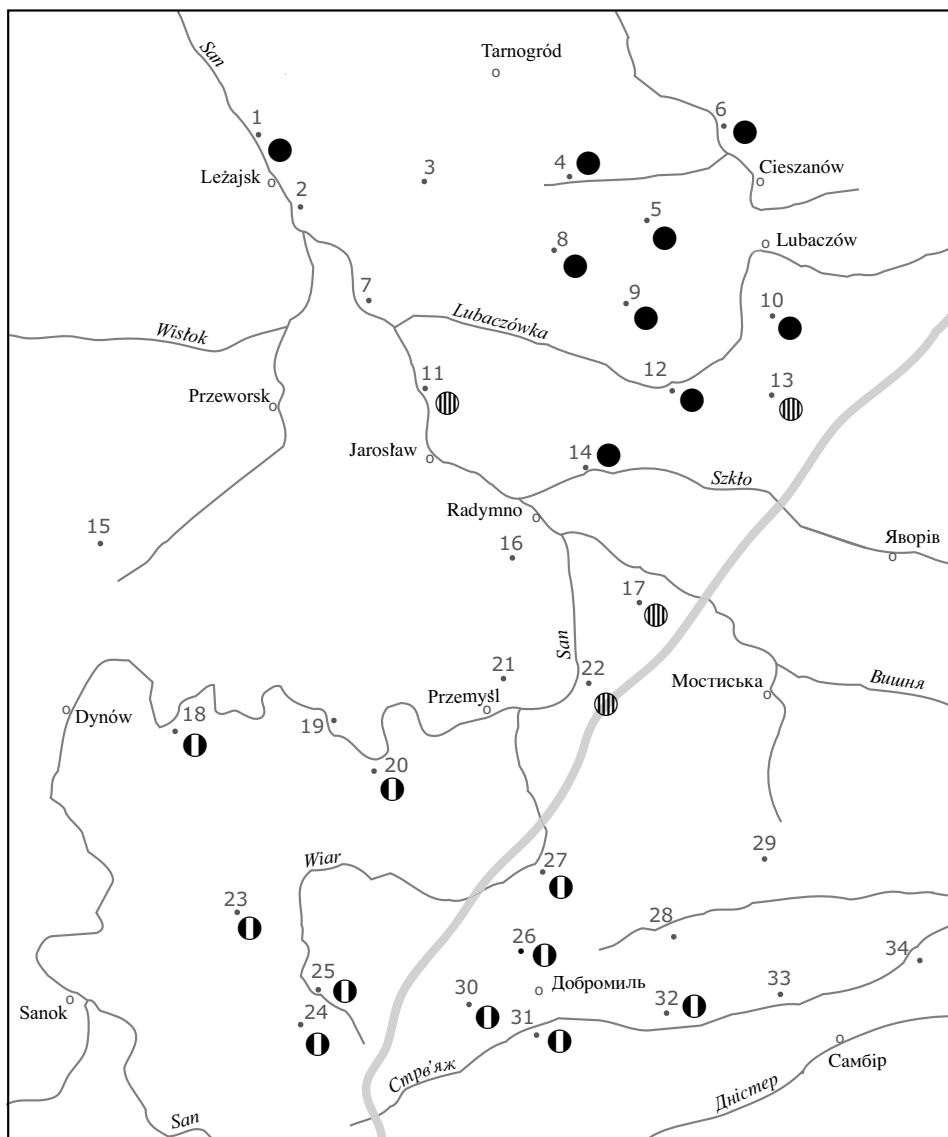 San
Tarnogród
1
6
Leżajsk
2
3
4
Cieszanów
5
8
Lubaczów
7
9
10
Wisłok
Lubaczówka
Przeworsk
11
12
13
Jarosław
14
Szkło
Radymno
15
16
Яворів
17
San
21
22
Przemyśl
Мостиська
Вишня
Dynów
18
19
20
Wiar
27
29
23
28
26
34
25
Добромиль
33
Sanok
24
30
31
32
Стрв'яж
Самбір
San
Дністер